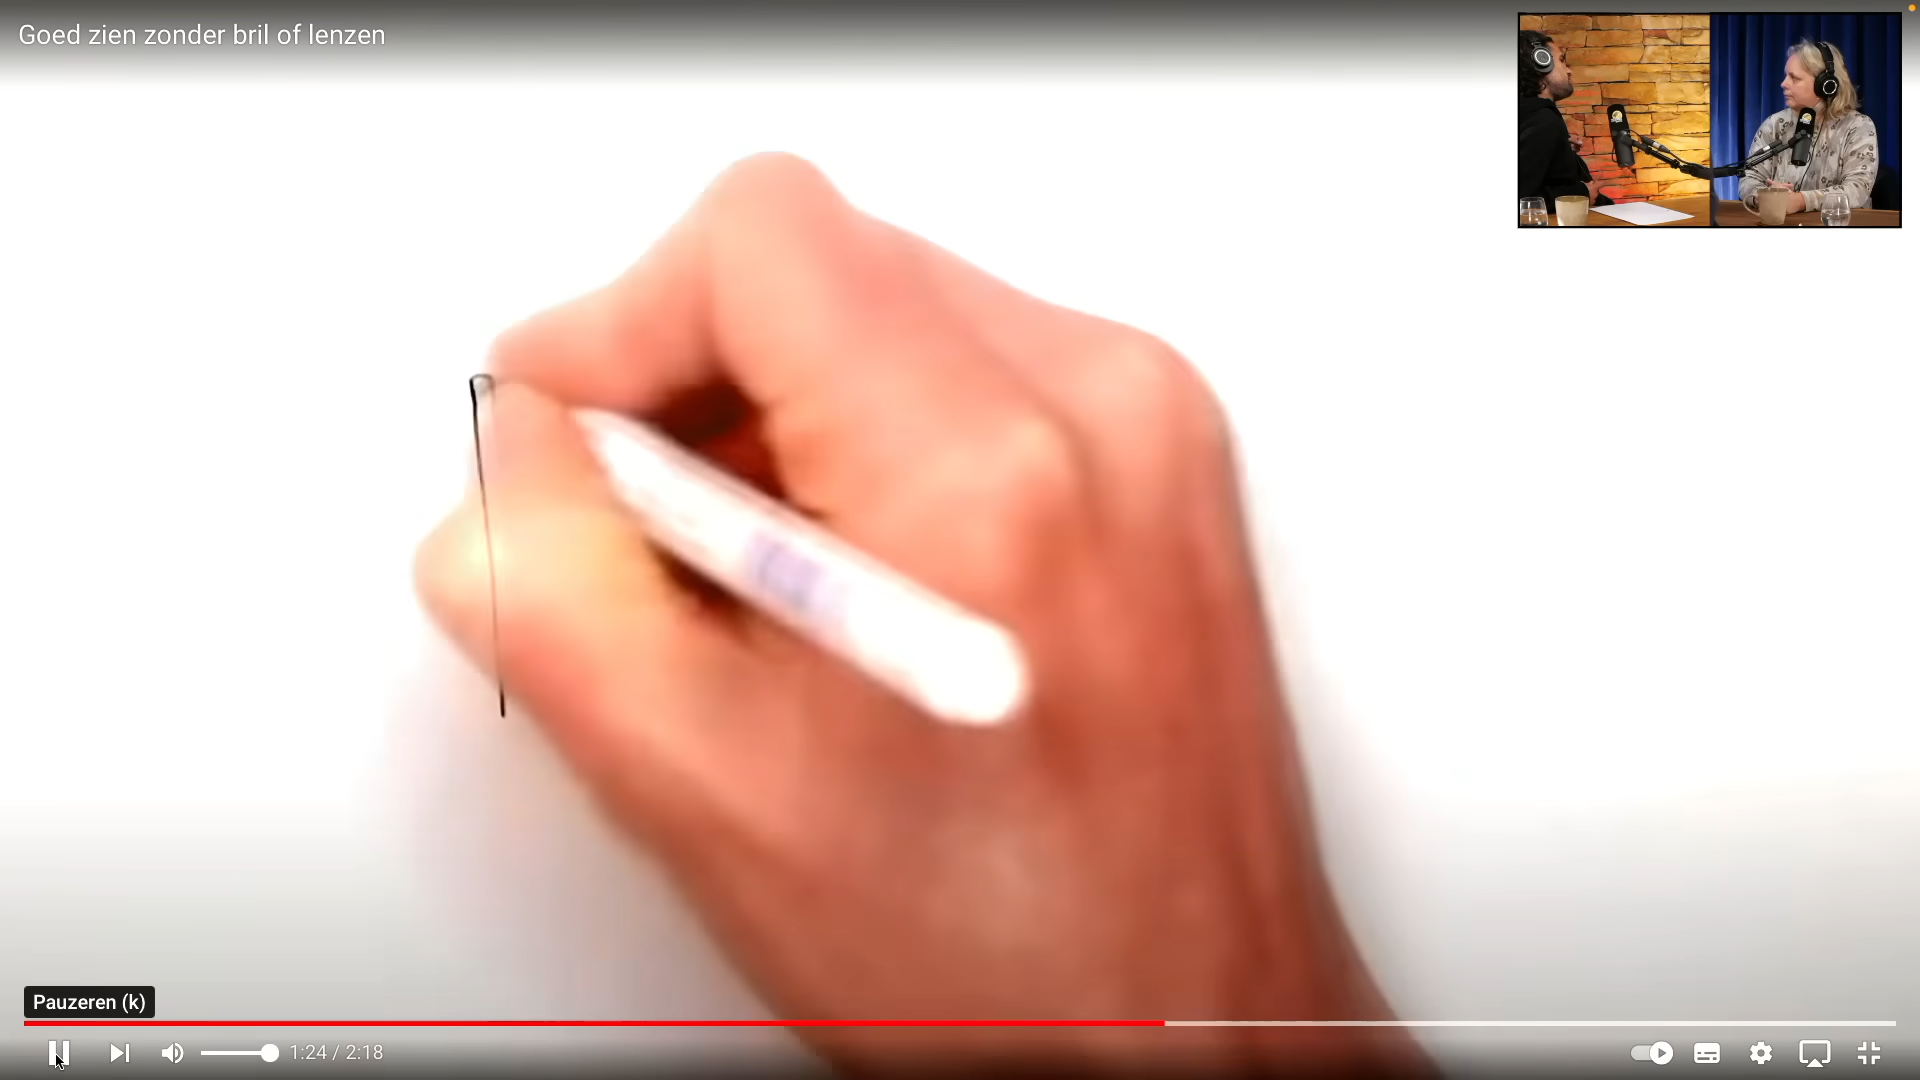 Goed zien zonder bril of lenzen
Pauzeren (k)
1:24 / 2:18